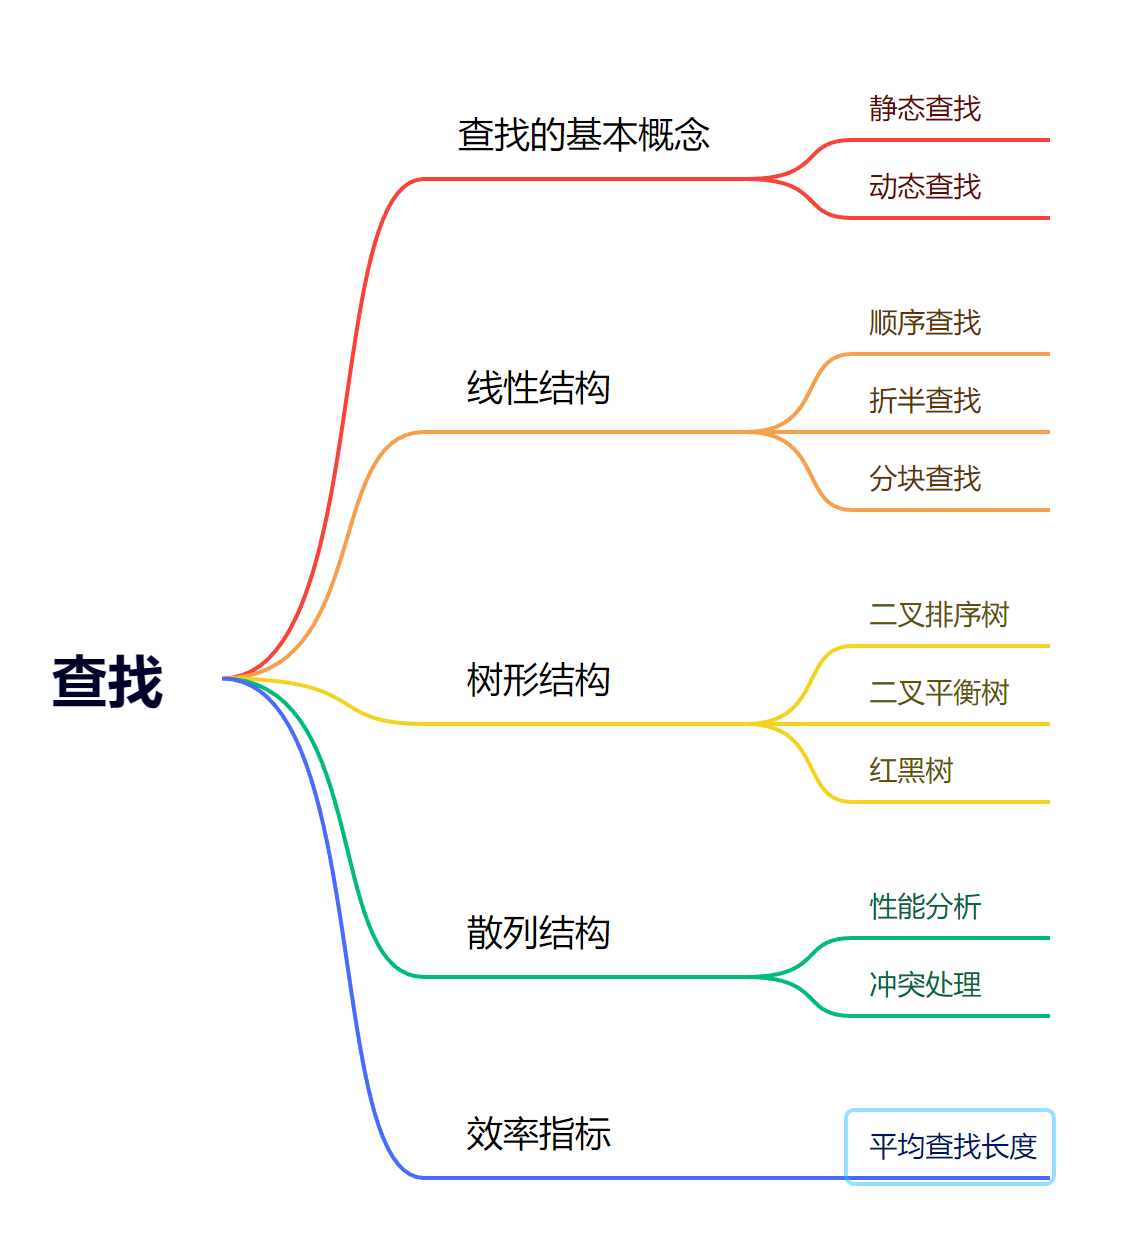 查找
查找的基本概念
静态查找
动态查找
线性结构
顺序查找
折半查找
分块查找
树形结构
二叉排序树
二叉平衡树
红黑树
散列结构
性能分析
冲突处理
效率指标
平均查找长度